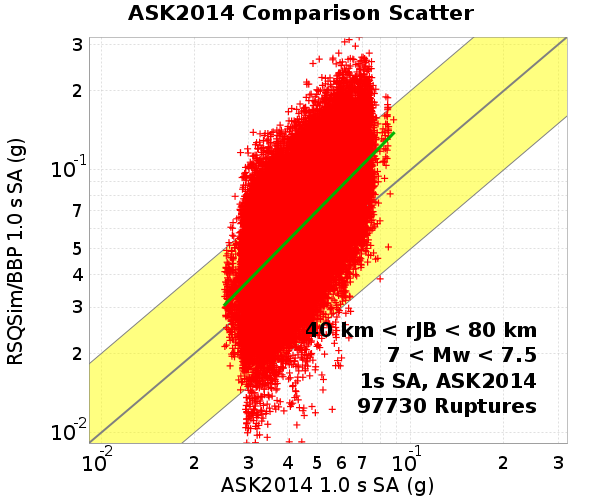 ASK2014 Comparison Scatter
RSQSim/BBP 1.0 s SA (g)
3
2
10^-1
7
5
4
3
2
10^-2
40 km < rJB < 80 km
7 < Mw < 7.5
1s SA, ASK2014
97730 Ruptures
10^-2 2 3 4 5 6 7 10^-1 2 3
ASK2014 1.0 s SA (g)